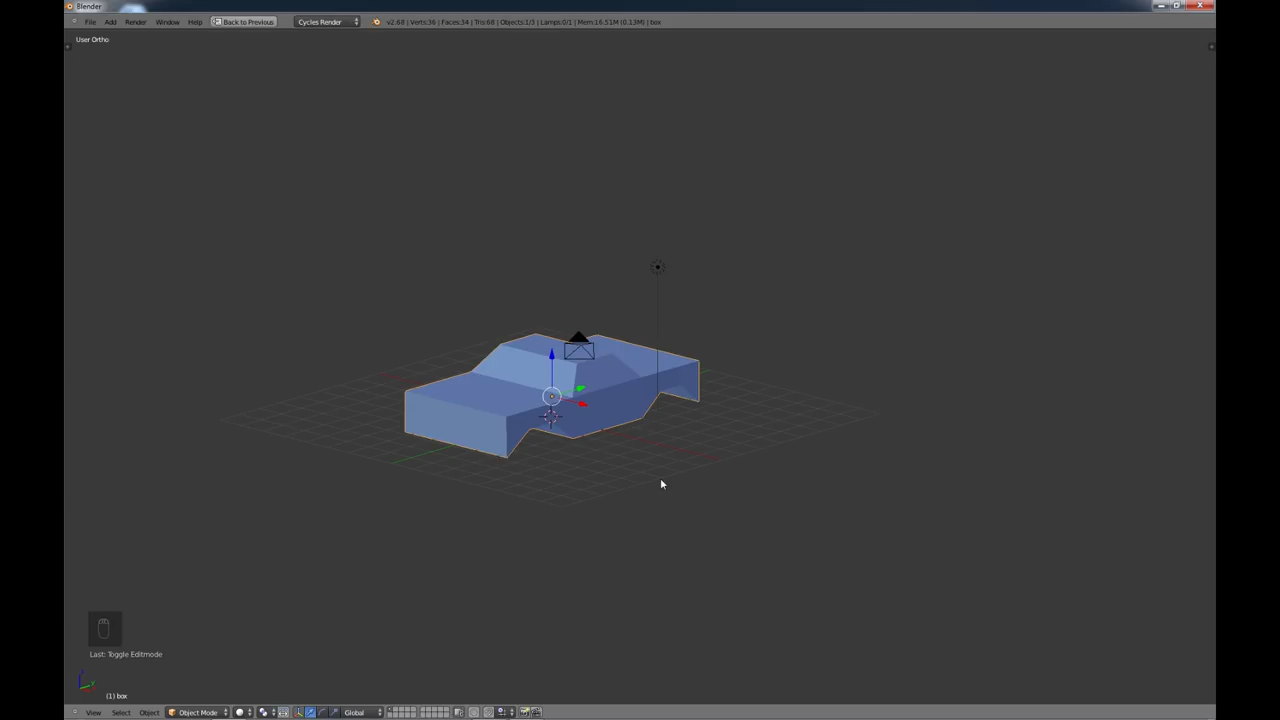 Blender
File Add Render Window Help Back to Previous Cycles Render v2.68 | Verts:36 | Faces:34 | Tris:68 | Objects:1/3 | Lamps:0/1 | Mem:16.51M (0.13M) | box
User Ortho
Last: Toggle Editmode
(1) box
View Select Object Object Mode Global